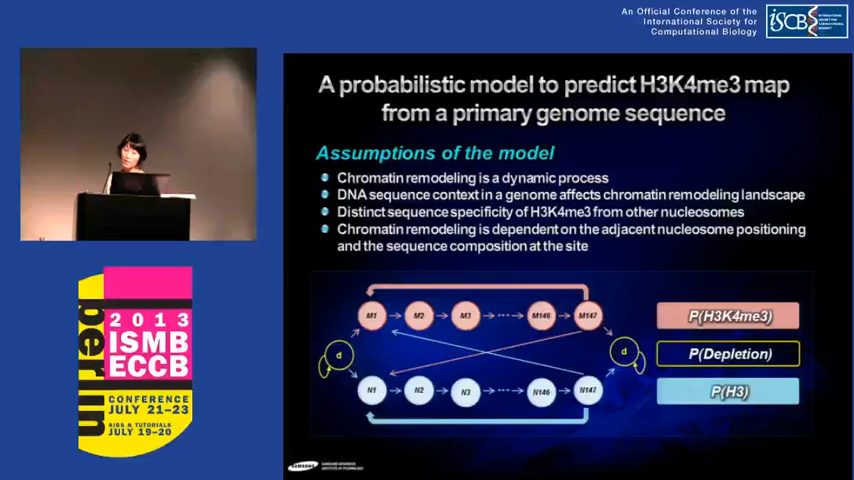 An Official Conference of the
International Society for
Computational Biology
ISCB
INTERNATIONAL
SOCIETY FOR
COMPUTATIONAL
BIOLOGY
A probabilistic model to predict H3K4me3 map
from a primary genome sequence
Assumptions of the model
Chromatin remodeling is a dynamic process
DNA sequence context in a genome affects chromatin remodeling landscape
Distinct sequence specificity of H3K4me3 from other nucleosomes
Chromatin remodeling is dependent on the adjacent nucleosome positioning
and the sequence composition at the site
M1 M2 M3 ... M146 M147
P(H3K4me3)
d
d
P(Depletion)
N1 N2 N3 ... N146 N147
P(H3)
SAMSUNG
SAMSUNG ADVANCED
INSTITUTE OF TECHNOLOGY
berlin
2013
ISMB
ECCB
CONFERENCE
JULY 21-23
SIGS & TUTORIALS
JULY 19-20